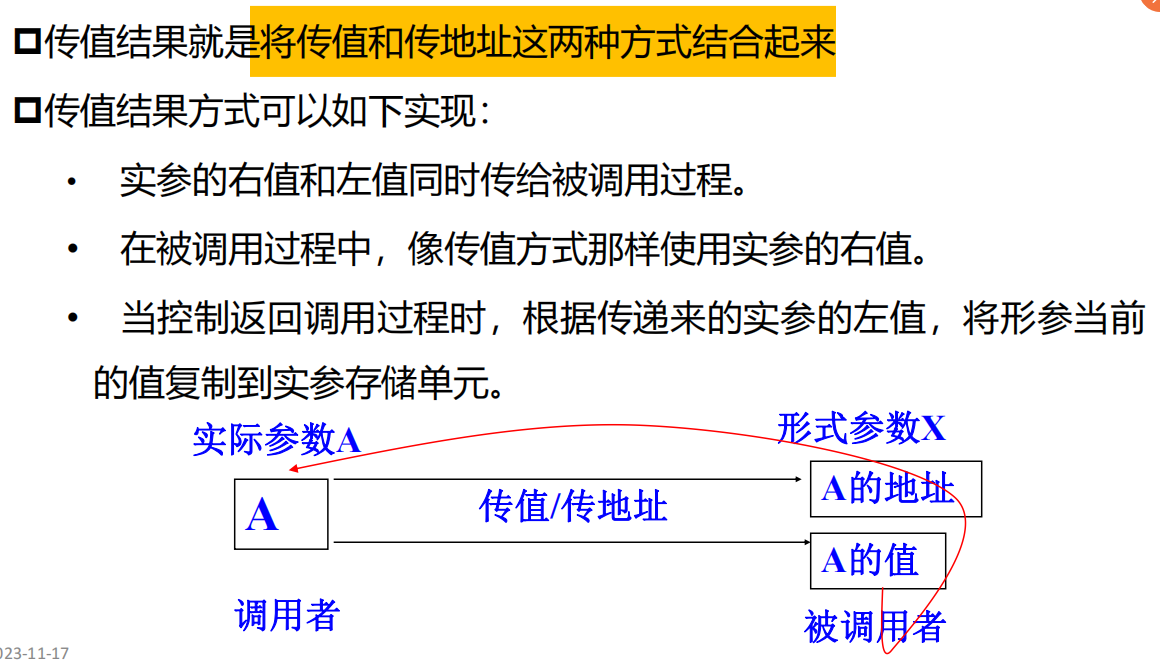 传值结果就是将传值和传地址这两种方式结合起来
传值结果方式可以如下实现：
• 实参的右值和左值同时传给被调用过程。
• 在被调用过程中，像传值方式那样使用实参的右值。
• 当控制返回调用过程时，根据传递来的实参的左值，将形参当前
的值复制到实参存储单元。
实际参数A
形式参数X
A
传值/传地址
A的地址
A的值
调用者
被调用者
023-11-17